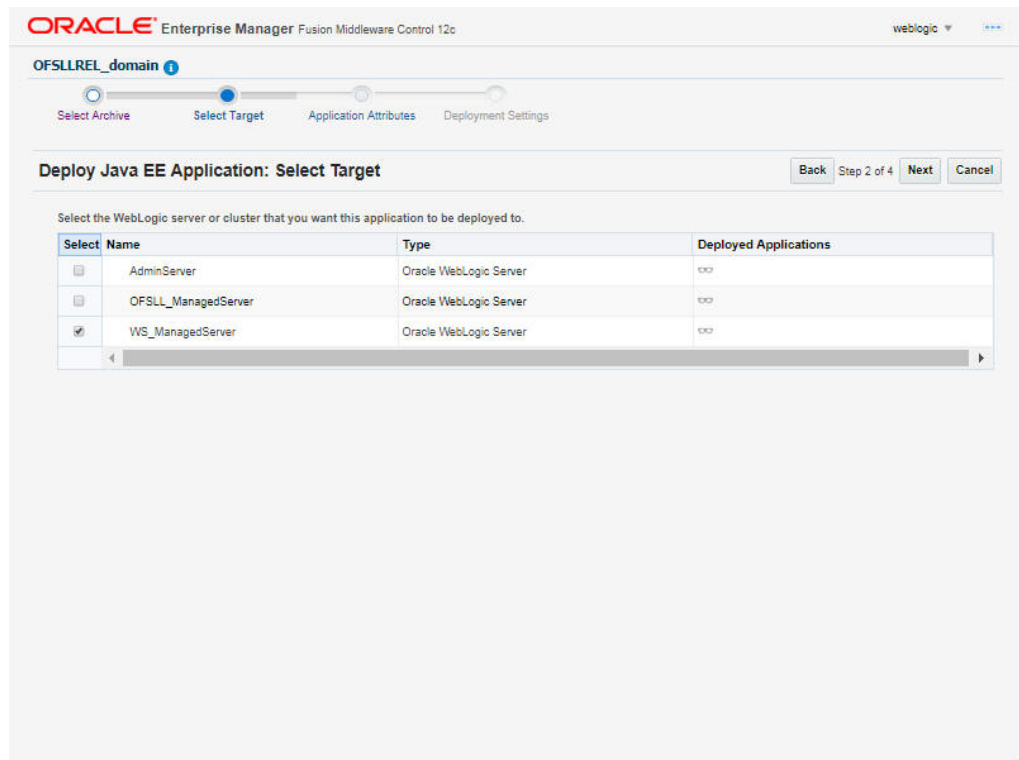 ORACLE® Enterprise Manager Fusion Middleware Control 12c weblogic
OFSLLREL_domain
Select Archive Select Target Application Attributes Deployment Settings
Deploy Java EE Application: Select Target Back Step 2 of 4 Next Cancel
Select the WebLogic server or cluster that you want this application to be deployed to.
Select Name Type Deployed Applications
AdminServer Oracle WebLogic Server
OFSLL_ManagedServer Oracle WebLogic Server
WS_ManagedServer Oracle WebLogic Server